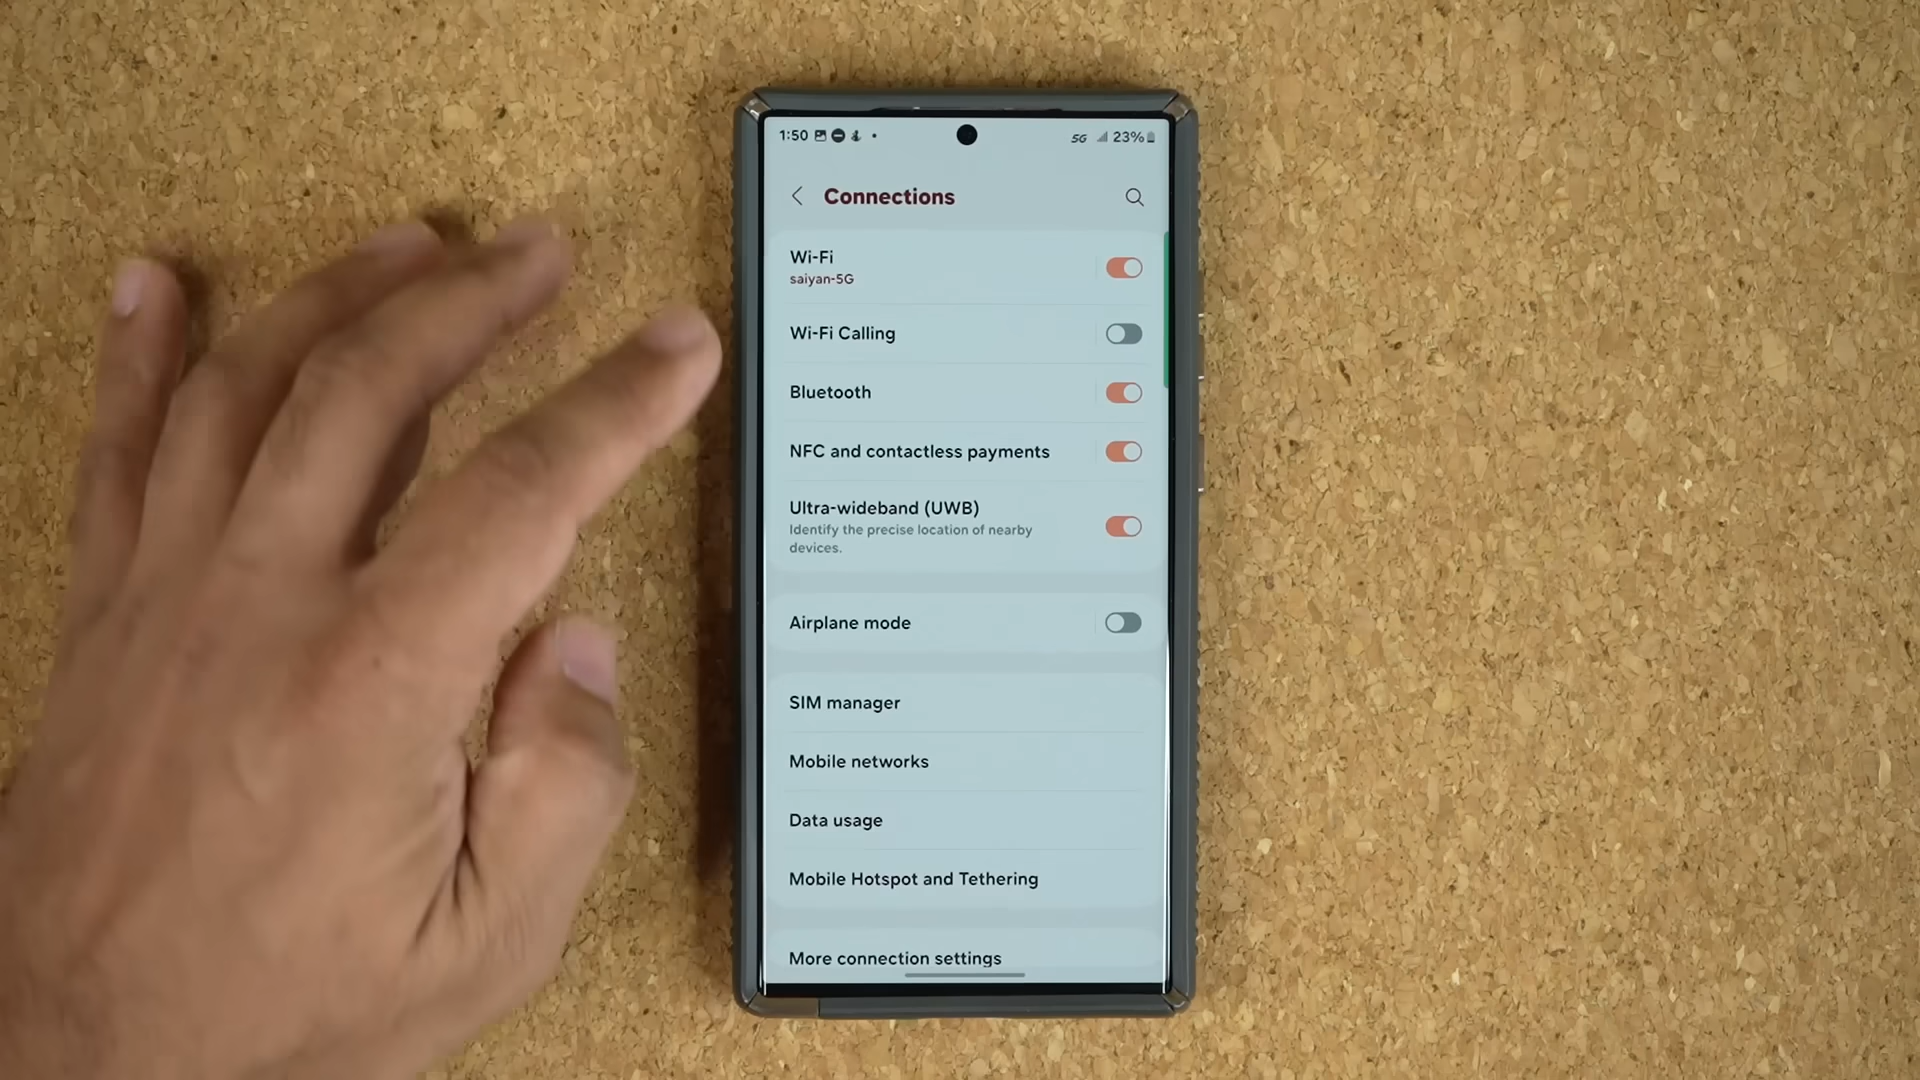 1:50
5G 23%
Connections
Wi-Fi
saiyan-5G
Wi-Fi Calling
Bluetooth
NFC and contactless payments
Ultra-wideband (UWB)
Identify the precise location of nearby
devices.
Airplane mode
SIM manager
Mobile networks
Data usage
Mobile Hotspot and Tethering
More connection settings